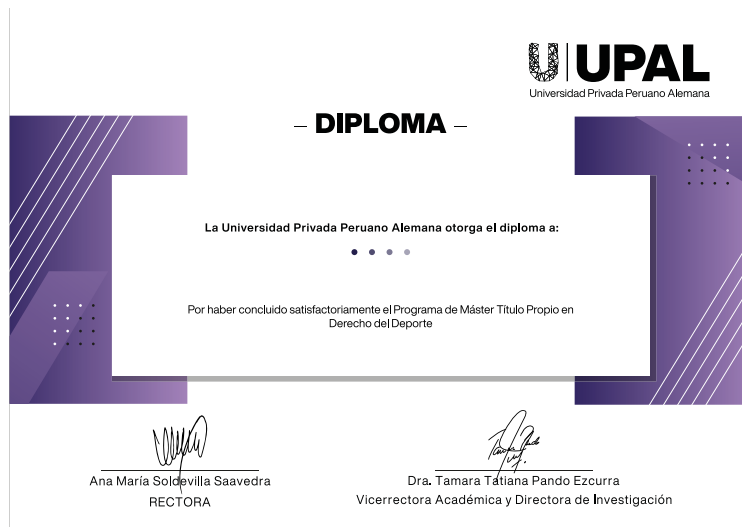 UPAL
Universidad Privada Peruano Alemana
– DIPLOMA –
La Universidad Privada Peruano Alemana otorga el diploma a:
Por haber concluido satisfactoriamente el Programa de Máster Título Propio en
Derecho del Deporte
Ana María Soldevilla Saavedra
RECTORA
Dra. Tamara Tatiana Pando Ezcurra
Vicerrectora Académica y Directora de Investigación